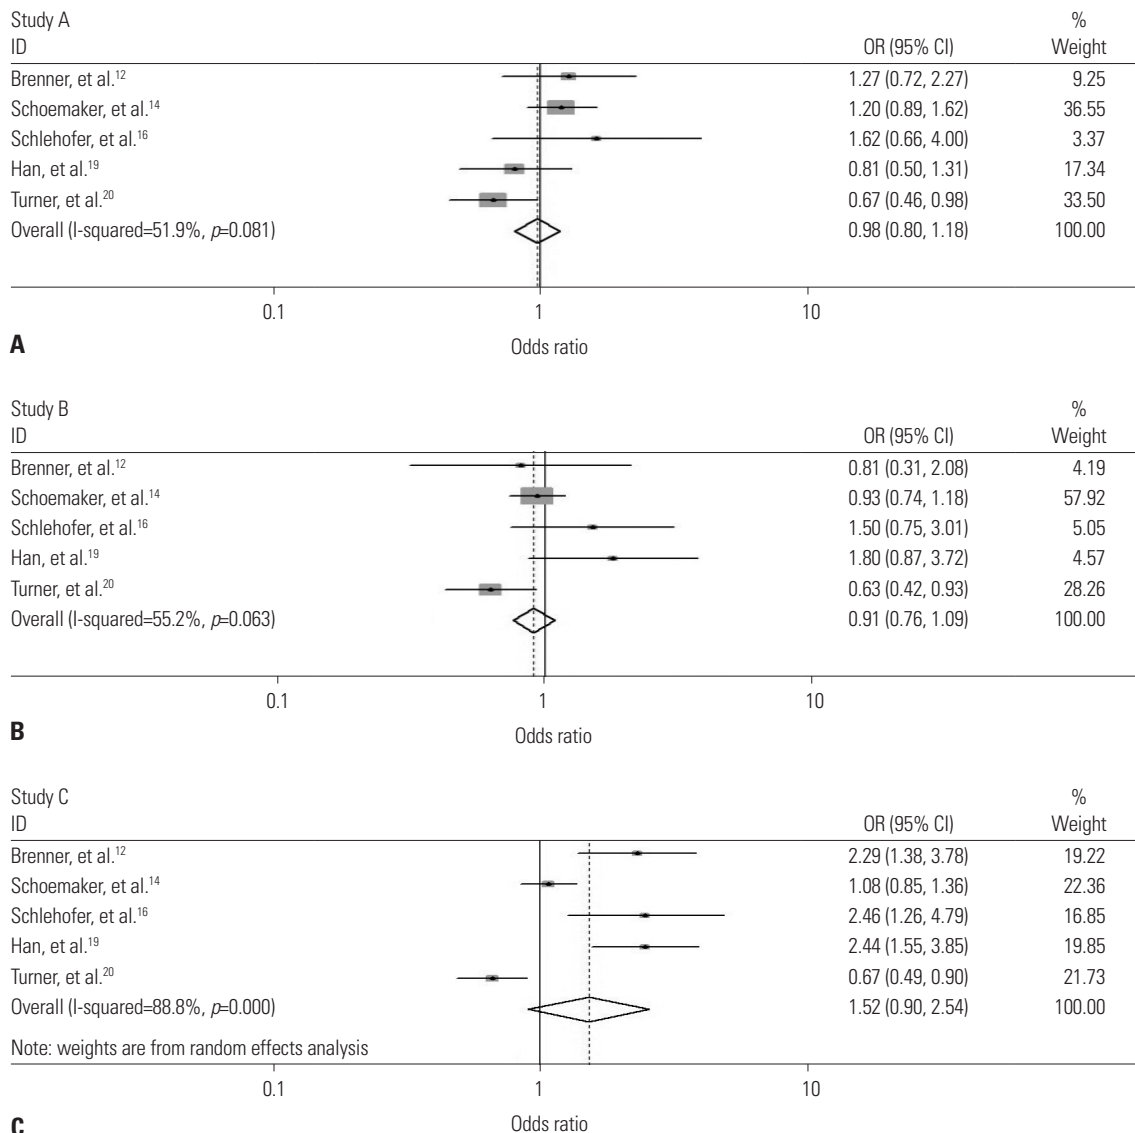 Study A %
ID OR (95% CI) Weight
Brenner, et al.12 1.27 (0.72, 2.27) 9.25
Schoemaker, et al.14 1.20 (0.89, 1.62) 36.55
Schlehofer, et al.16 1.62 (0.66, 4.00) 3.37
Han, et al.19 0.81 (0.50, 1.31) 17.34
Turner, et al.20 0.67 (0.46, 0.98) 33.50
Overall (I-squared=51.9%, p=0.081) 0.98 (0.80, 1.18) 100.00
0.1 1 10
A Odds ratio
Study B %
ID OR (95% CI) Weight
Brenner, et al.12 0.81 (0.31, 2.08) 4.19
Schoemaker, et al.14 0.93 (0.74, 1.18) 57.92
Schlehofer, et al.16 1.50 (0.75, 3.01) 5.05
Han, et al.19 1.80 (0.87, 3.72) 4.57
Turner, et al.20 0.63 (0.42, 0.93) 28.26
Overall (I-squared=55.2%, p=0.063) 0.91 (0.76, 1.09) 100.00
0.1 1 10
B Odds ratio
Study C %
ID OR (95% CI) Weight
Brenner, et al.12 2.29 (1.38, 3.78) 19.22
Schoemaker, et al.14 1.08 (0.85, 1.36) 22.36
Schlehofer, et al.16 2.46 (1.26, 4.79) 16.85
Han, et al.19 2.44 (1.55, 3.85) 19.85
Turner, et al.20 0.67 (0.49, 0.90) 21.73
Overall (I-squared=88.8%, p=0.000) 1.52 (0.90, 2.54) 100.00
Note: weights are from random effects analysis
0.1 1 10
C Odds ratio